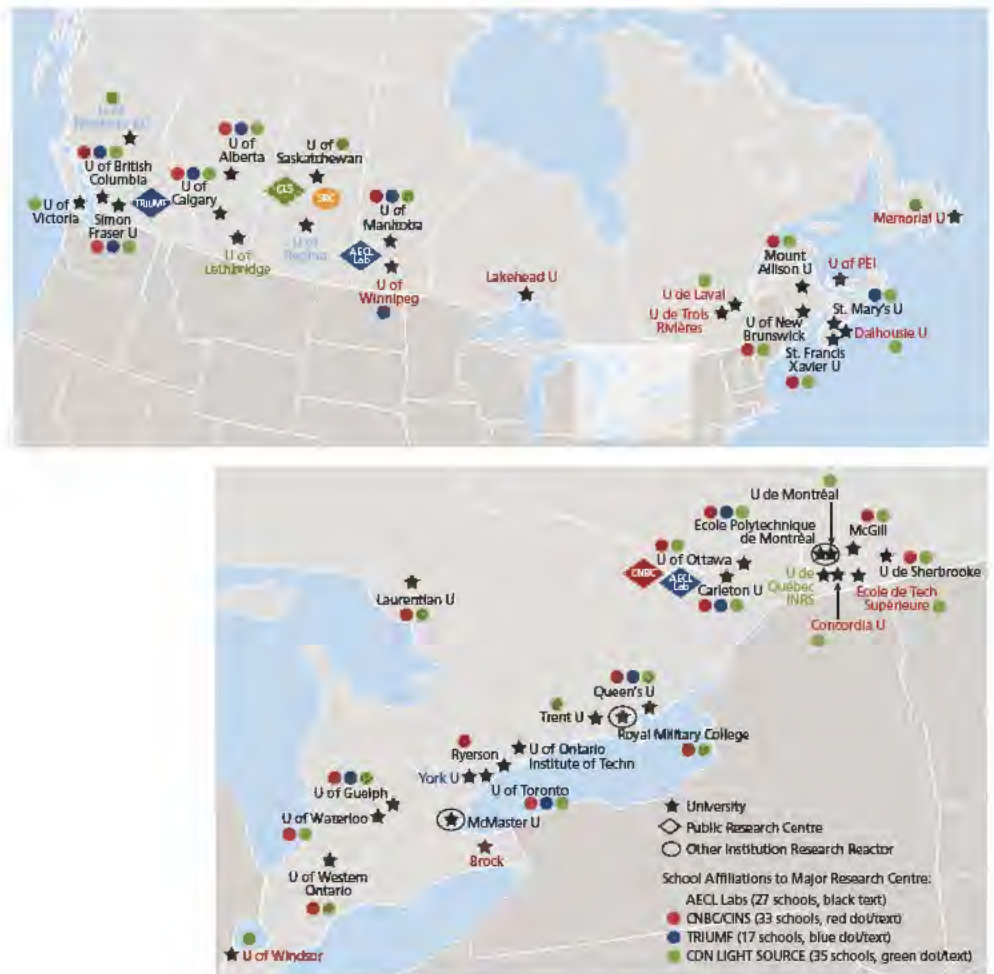 U of
Northern BC
U of British
Columbia
U of
Victoria
Simon
Fraser U
TRIUMF
U of
Alberta
U of
Calgary
U of
Lethbridge
U of
Saskatchewan
CLS
SRC
U of
Regina
U of
Manitoba
AECL
Lab
U of
Winnipeg
Lakehead U
U de Laval
U de Trois
Rivières
Mount
Allison U
U of New
Brunswick
U of PEI
St. Mary's U
Dalhousie U
St. Francis
Xavier U
Memorial U
U de Montréal
Ecole Polytechnique
de Montréal
McGill
U of Ottawa
CNBC
AECL
Lab
Carleton U
U de
Québec
INRS
U de Sherbrooke
Ecole de Tech
Supérieure
Concordia U
Laurentian U
Queen's U
Trent U
Royal Military College
Ryerson
U of Ontario
Institute of Techn
York U
U of Toronto
U of Guelph
U of Waterloo
McMaster U
Brock
U of Western
Ontario
U of Windsor
University
Public Research Centre
Other Institution Research Reactor
School Affiliations to Major Research Centre:
AECL Labs (27 schools, black text)
CNBC/CINS (33 schools, red dot/text)
TRIUMF (17 schools, blue dot/text)
CDN LIGHT SOURCE (35 schools, green dot/text)